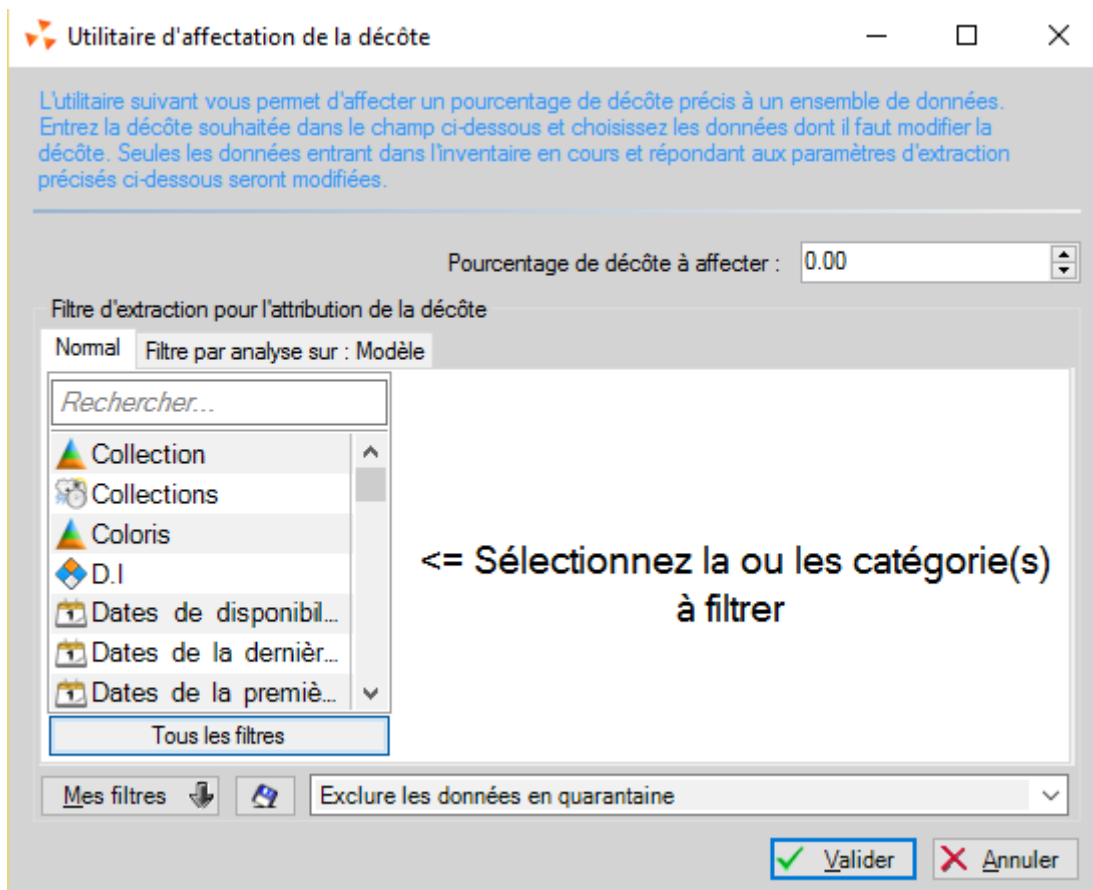 Utilitaire d'affectation de la décôte
L'utilitaire suivant vous permet d'affecter un pourcentage de décôte précis à un ensemble de données.
Entrez la décôte souhaitée dans le champ ci-dessous et choisissez les données dont il faut modifier la
décôte. Seules les données entrant dans l'inventaire en cours et répondant aux paramètres d'extraction
précisés ci-dessous seront modifiées.
Pourcentage de décôte à affecter : 0.00
Filtre d'extraction pour l'attribution de la décôte
Normal Filtre par analyse sur : Modèle
Rechercher...
Collection
Collections
Coloris
D.I
Dates de disponibil...
Dates de la dernièr...
Dates de la premiè...
Tous les filtres
<= Sélectionnez la ou les catégorie(s)
à filtrer
Mes filtres Exclure les données en quarantaine
Valider Annuler